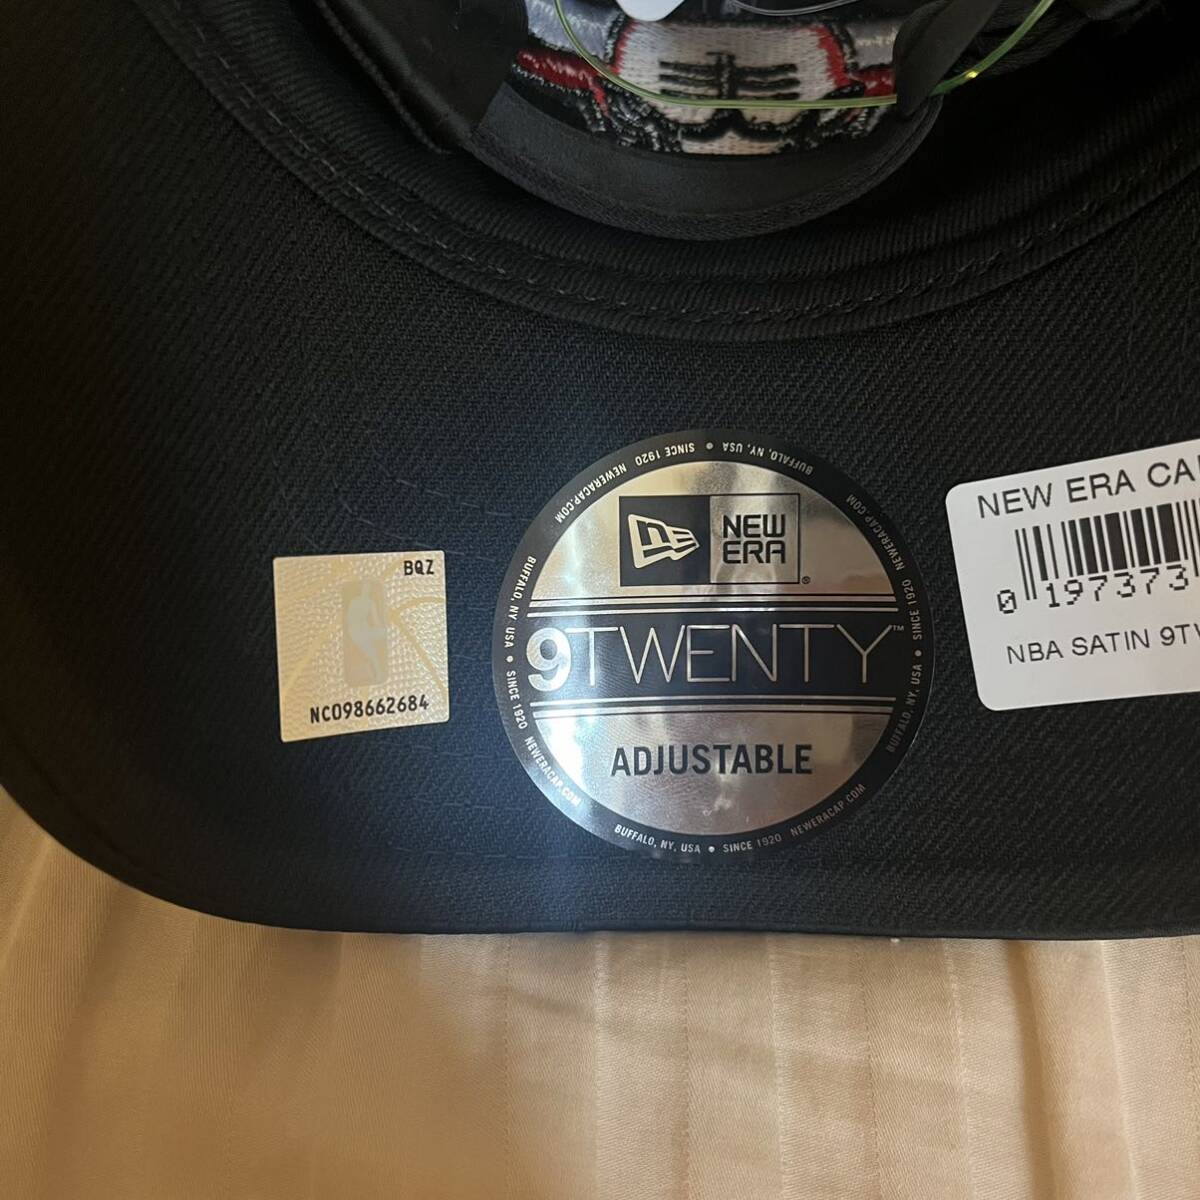 BQZ
NC098662684
BUFFALO, NY, USA • SINCE 1920 NEWERACAP.COM
BUFFALO, NY, USA • SINCE 1920 NEWERACAP.COM
BUFFALO, NY, USA • SINCE 1920 NEWERACAP.COM
BUFFALO, NY, USA • SINCE 1920 NEWERACAP.COM
NEW
ERA®
9TWENTY™
ADJUSTABLE
NEW ERA CA
0 197373
NBA SATIN 9T